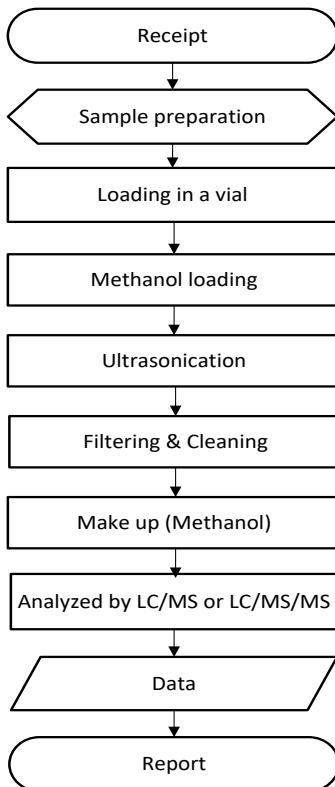 Receipt
Sample preparation
Loading in a vial
Methanol loading
Ultrasonication
Filtering & Cleaning
Make up (Methanol)
Analyzed by LC/MS or LC/MS/MS
Data
Report